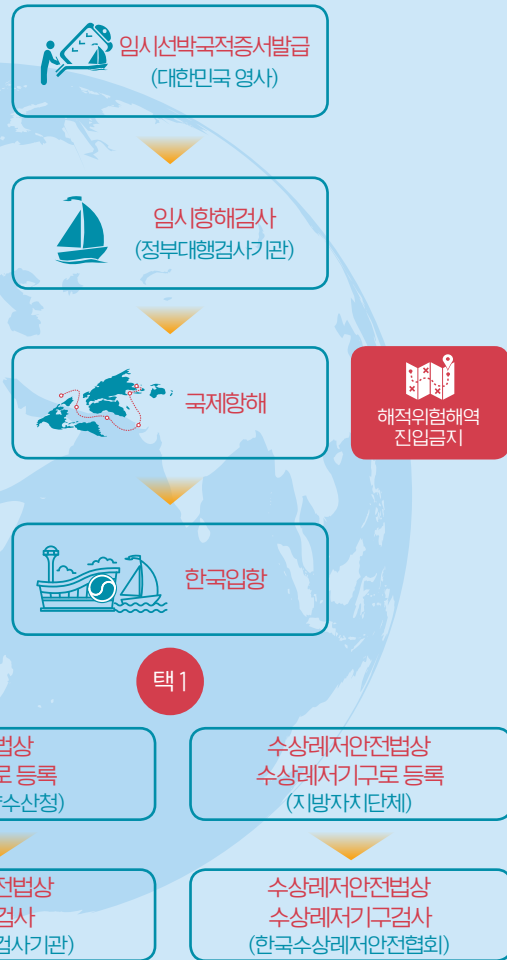 임시선박국적증서발급
(대한민국 영사)
임시항해검사
(정부대행검사기관)
국제항해
해적위험해역
진입금지
한국입항
택1
법상
로 등록
수산청)
수상레저안전법상
수상레저기구로 등록
(지방자치단체)
전법상
검사
검사기관)
수상레저안전법상
수상레저기구검사
(한국수상레저안전협회)